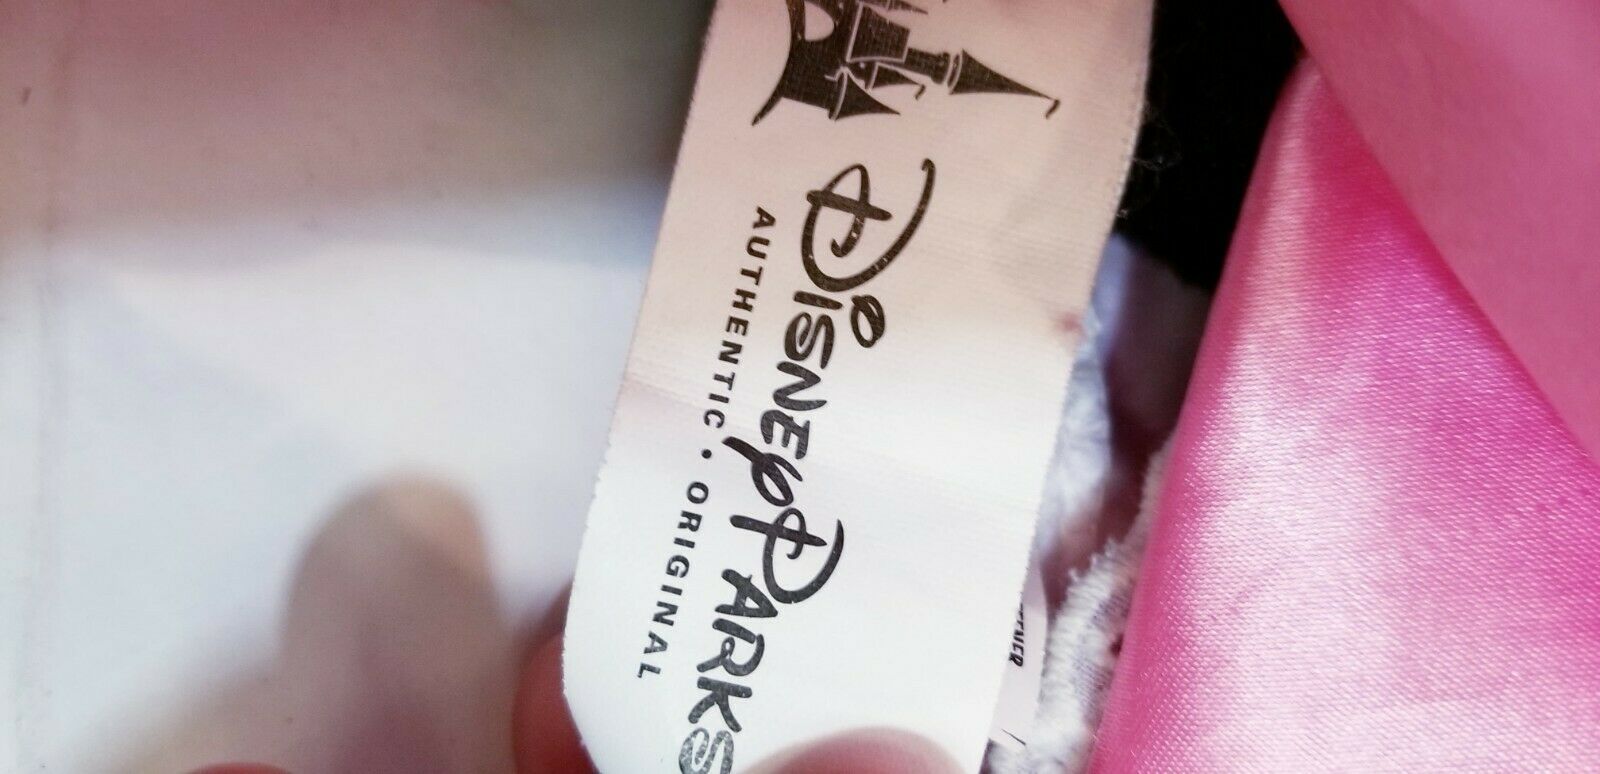 Disney Parks
AUTHENTIC • ORIGINAL